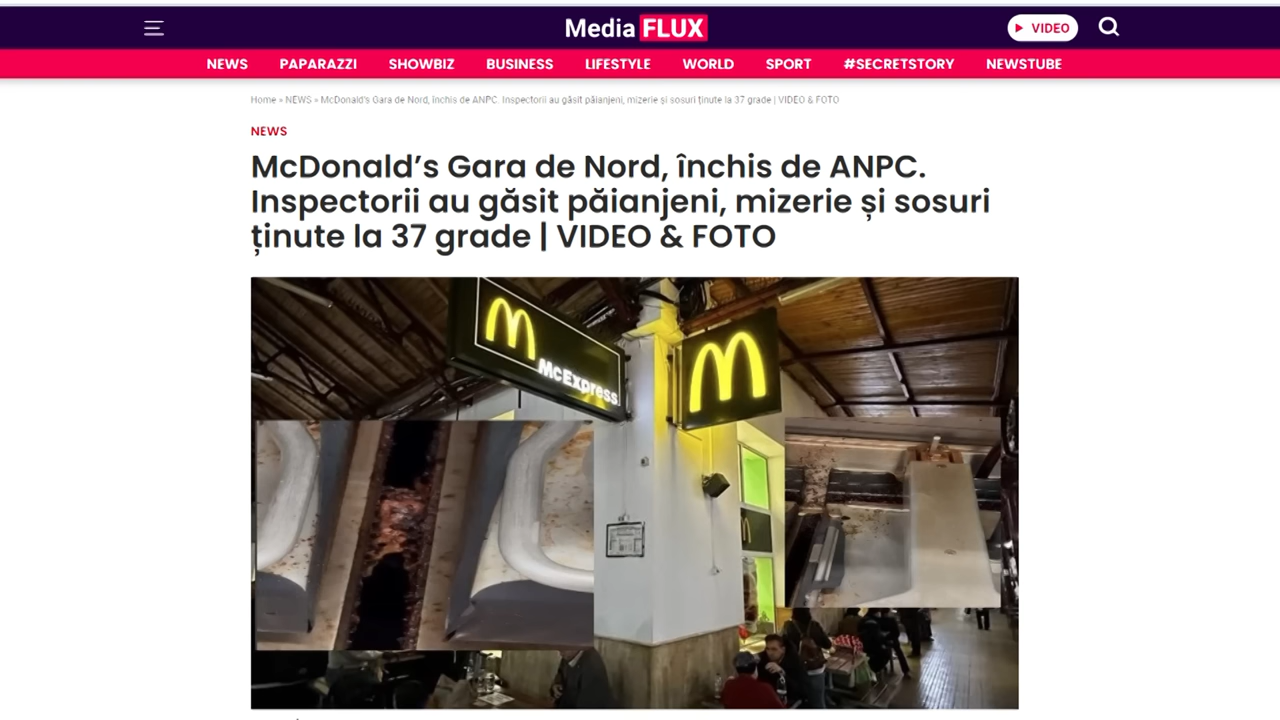 Media FLUX
VIDEO
NEWS PAPARAZZI SHOWBIZ BUSINESS LIFESTYLE WORLD SPORT #SECRETSTORY NEWSTUBE
Home » NEWS » McDonald's Gara de Nord, închis de ANPC. Inspectorii au găsit păianjeni, mizerie și sosuri ținute la 37 grade | VIDEO & FOTO
NEWS
McDonald’s Gara de Nord, închis de ANPC.
Inspectorii au găsit păianjeni, mizerie și sosuri
ținute la 37 grade | VIDEO & FOTO
McExpress